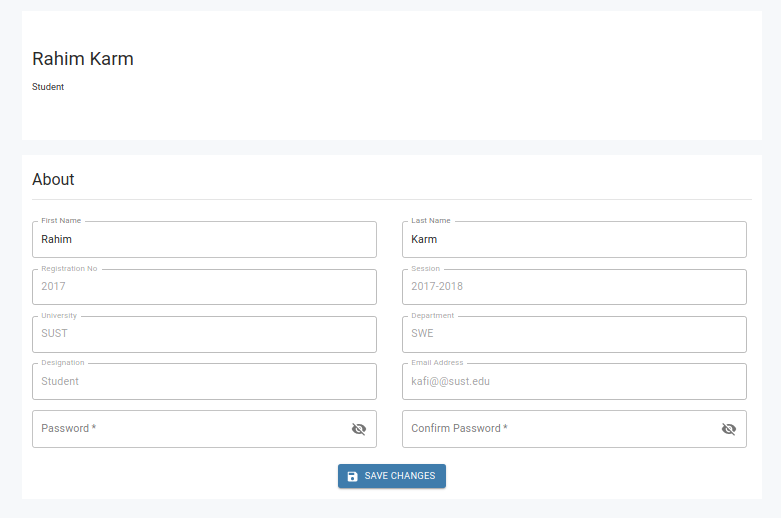 Rahim Karm
Student
About
First Name
Last Name
Rahim
Karm
Registration No
Session
2017
2017-2018
University
Department
SUST
SWE
Designation
Email Address
Student
kafi@@sust.edu
Password *
Confirm Password *
SAVE CHANGES